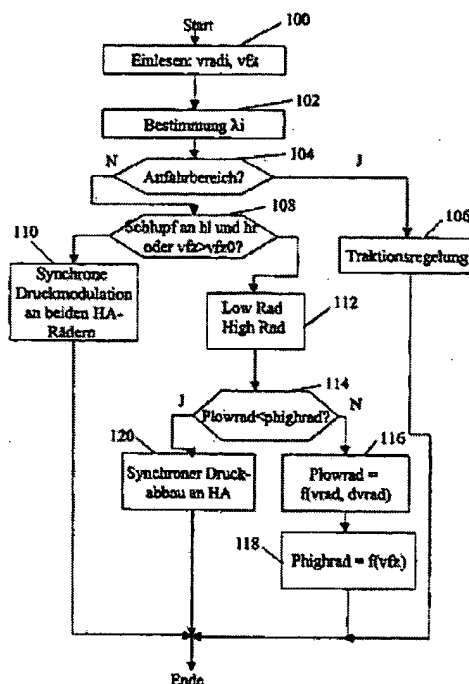 Start
100
Einlesen: vradi, vfz
102
Bestimmung λi
104
N
J
Anfahrbereich?
108
106
110
Schlupf an hl und hr
oder vfz>vfz0?
Traktionsregelung
Synchrone
Druckmodulation
an beiden HA-
Rädern
Low Rad
High Rad
112
114
J
N
Plowrad<phighrad?
120
116
Synchroner Druck-
abbau an HA
Plowrad =
f(vrad, dvrad)
118
Phighrad = f(vfz)
Ende